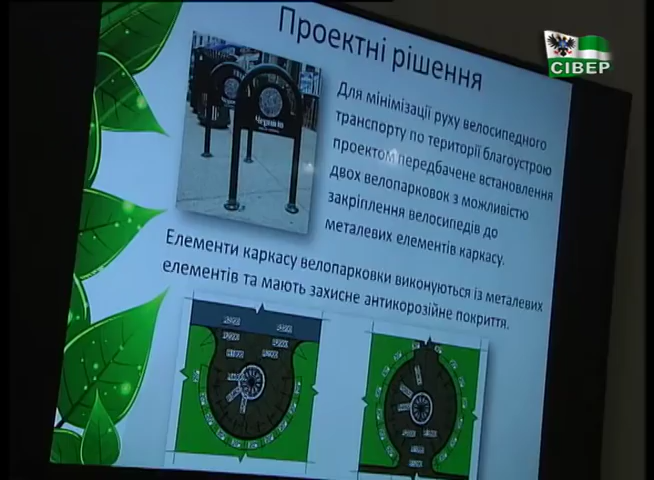 Проектні рішення
СІВЕР
Для мінімізації руху велосипедного
транспорту по території благоустрою
проектом передбачене встановлення
двох велопарковок з можливістю
закріплення велосипедів до
металевих елементів каркасу.
Елементи каркасу велопарковки виконуються із металевих
елементів та мають захисне антикорозійне покриття.